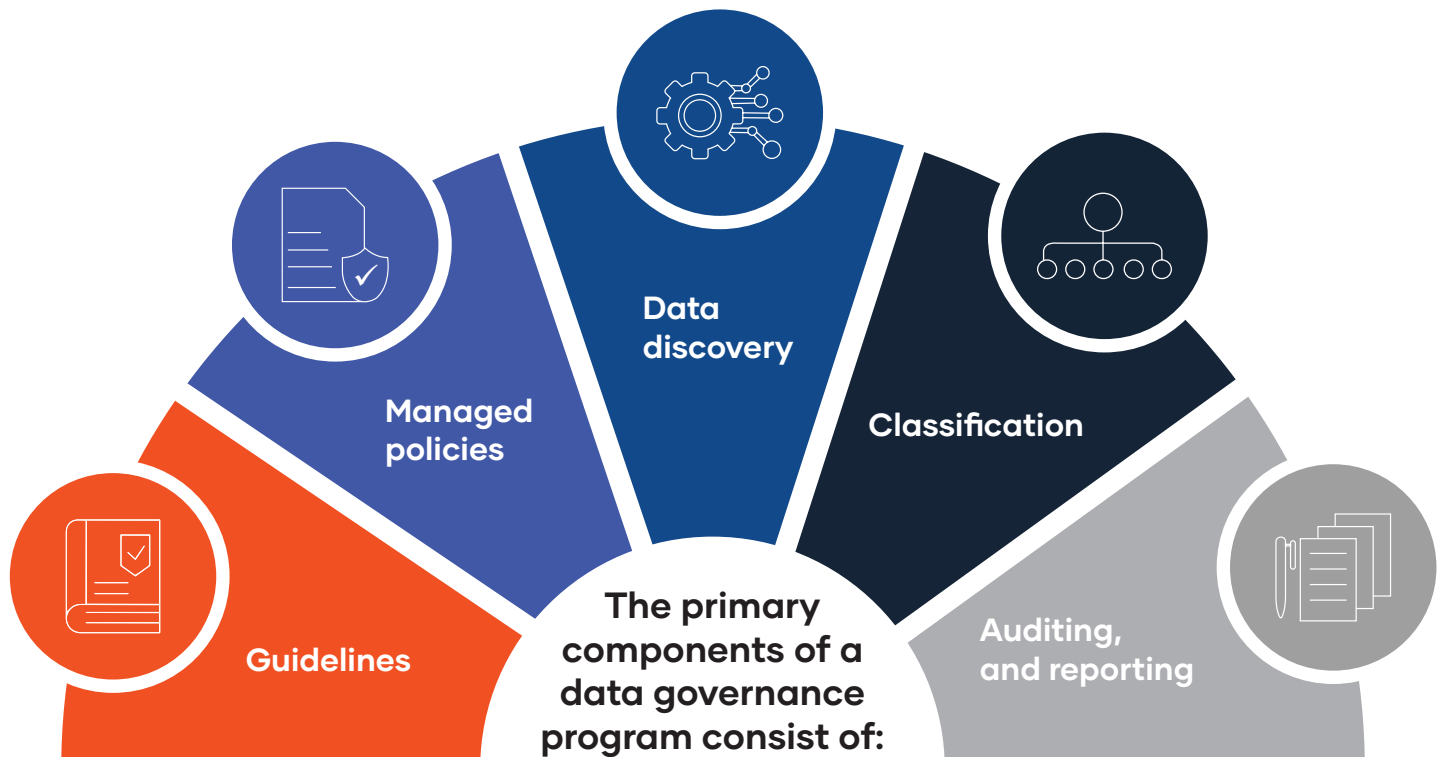 Data
discovery
Managed
policies
Classification
Guidelines
The primary
components of a
data governance
program consist of:
Auditing,
and reporting